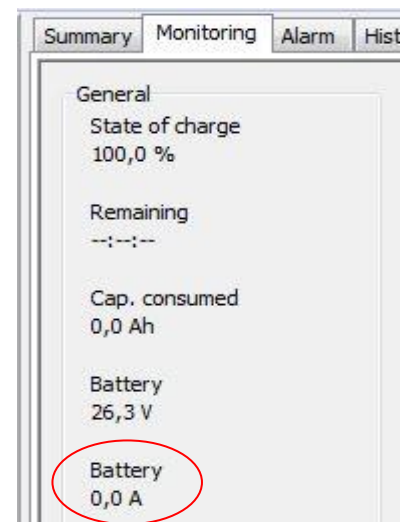 Summary Monitoring Alarm Hist
General
State of charge
100,0 %
Remaining
--:--:--
Cap. consumed
0,0 Ah
Battery
26,3 V
Battery
0,0 A